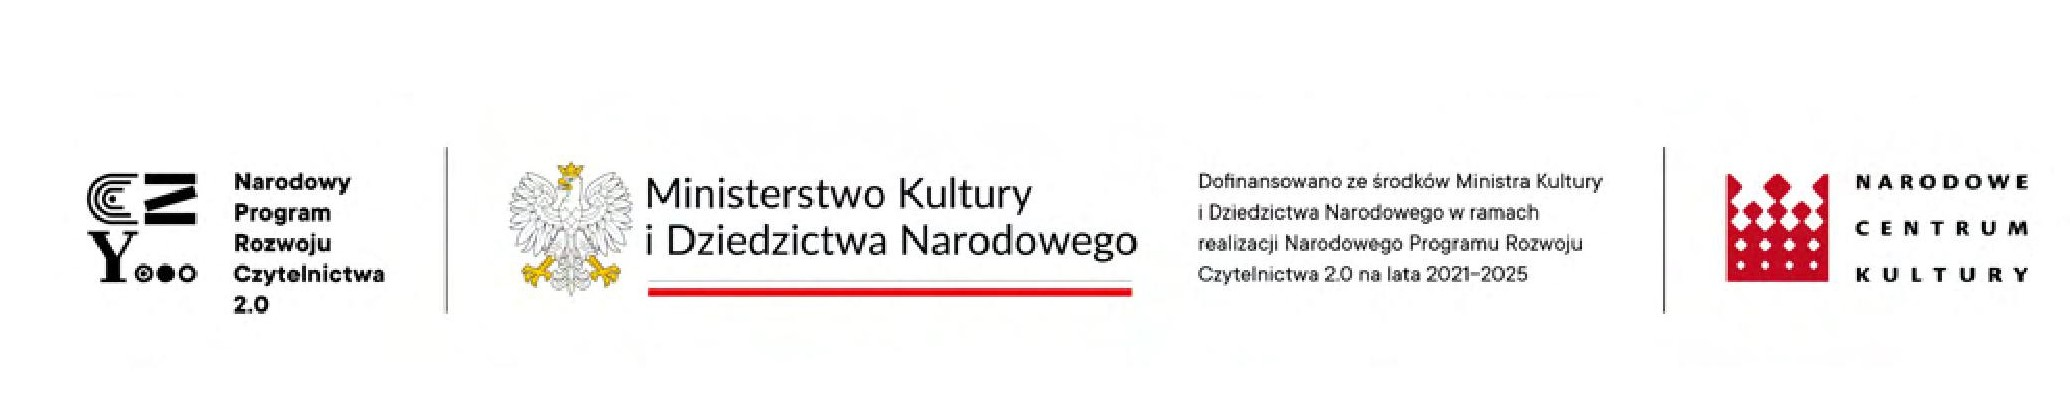 CZ
Y
Narodowy
Program
Rozwoju
Czytelnictwa
2.0
Ministerstwo Kultury
i Dziedzictwa Narodowego
Dofinansowano ze środków Ministra Kultury
i Dziedzictwa Narodowego w ramach
realizacji Narodowego Programu Rozwoju
Czytelnictwa 2.0 na lata 2021–2025
NARODOWE
CENTRUM
KULTURY